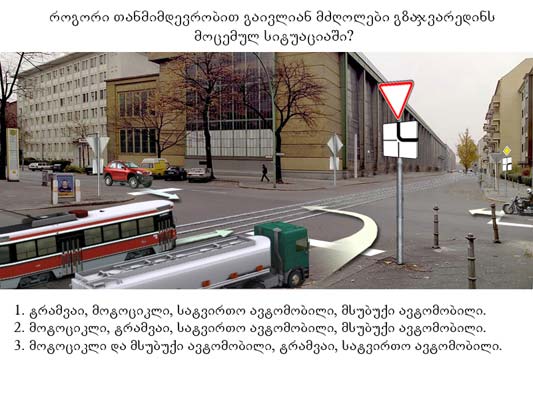 როგორი თანმიმდევრობით გაივლიან მძღოლები გზაჯვარედინს
მოცემულ სიტუაციაში?
1. ტრამვაი, მოტოციკლი, სატვირთო ავტომობილი, მსუბუქი ავტომობილი.
2. მოტოციკლი, ტრამვაი, სატვირთო ავტომობილი, მსუბუქი ავტომობილი.
3. მოტოციკლი და მსუბუქი ავტომობილი, ტრამვაი, სატვირთო ავტომობილი.